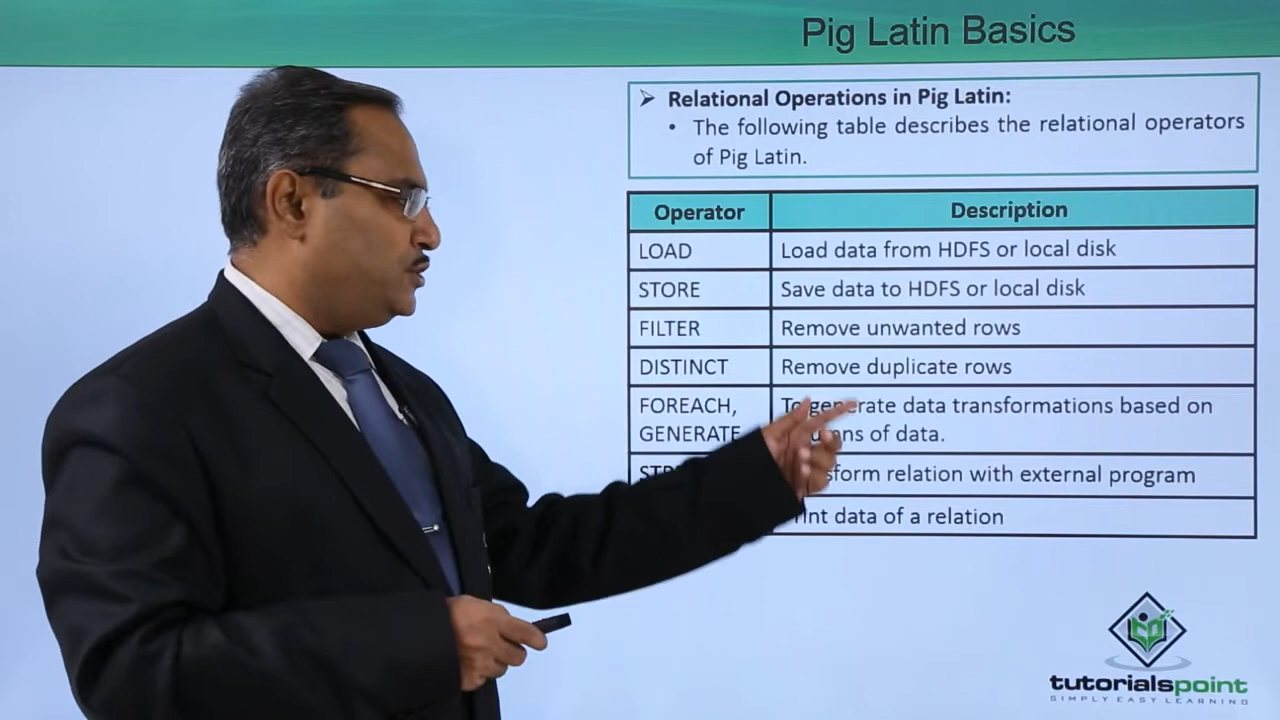 Pig Latin Basics
➢ Relational Operations in Pig Latin:
• The following table describes the relational operators
of Pig Latin.
Operator Description
LOAD Load data from HDFS or local disk
STORE Save data to HDFS or local disk
FILTER Remove unwanted rows
DISTINCT Remove duplicate rows
FOREACH, To generate data transformations based on
GENERATE of data.
relation with external program
data of a relation
tutorialspoint
SIMPLY EASY LEARNING